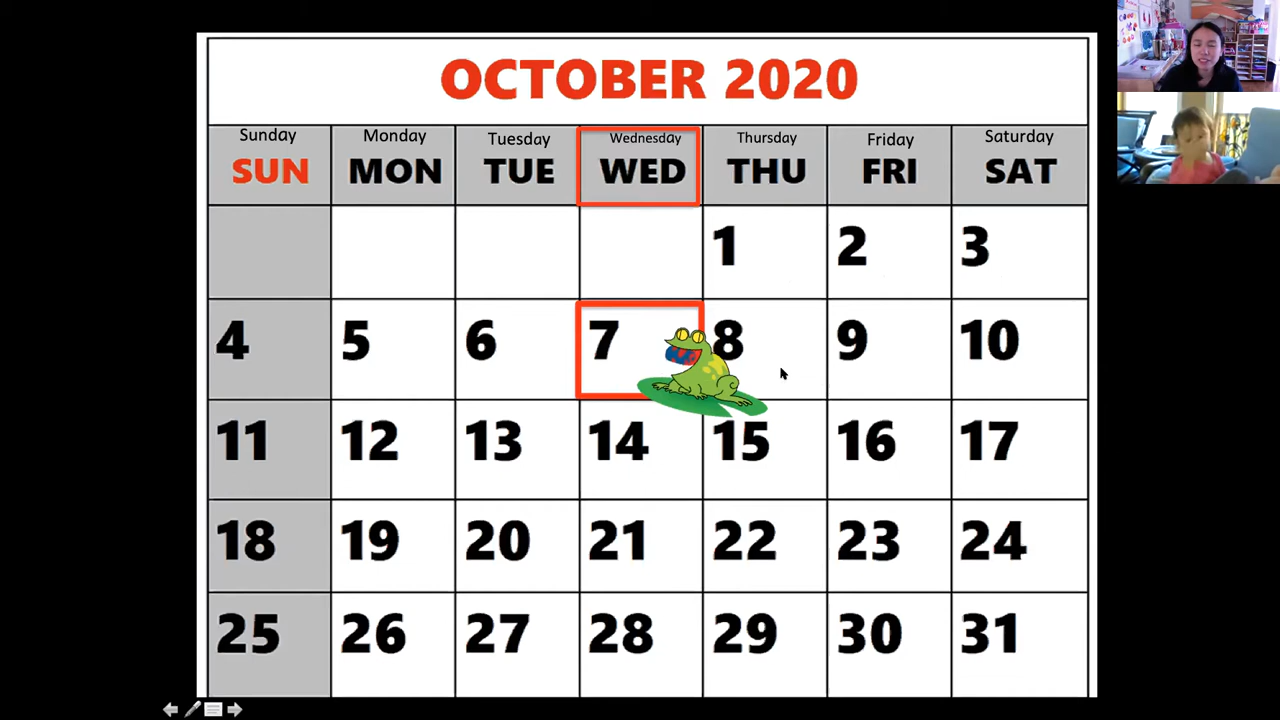 OCTOBER 2020
Sunday Monday Tuesday Wednesday Thursday Friday Saturday
SUN MON TUE WED THU FRI SAT
1 2 3
4 5 6 7 8 9 10
11 12 13 14 15 16 17
18 19 20 21 22 23 24
25 26 27 28 29 30 31